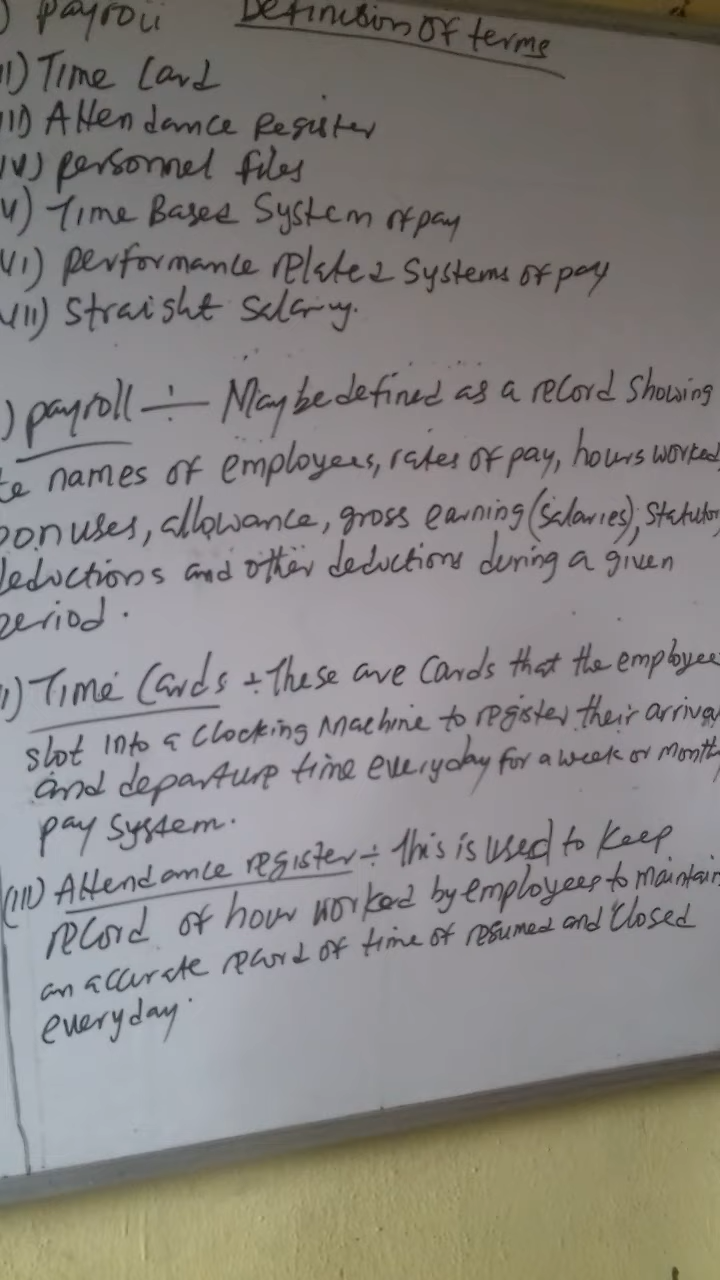 ) payroll Definition of terms
II) Time Card
III) Attendance Register
IV) personnel files
V) Time Based System of pay
VI) performance related Systems of pay
VII) Straight Salary.
) payroll ÷ May be defined as a record showing
te names of employees, rates of pay, hours worked
bonuses, allowance, gross earning (salaries), statutor
deductions and other deductions during a given
period.
I) Time Cards ÷ These are Cards that the employee
slot into a Clocking Machine to register their arrival
and departure time everyday for a week or month
pay system.
(III) Attendance register ÷ This is used to keep
record of hour worked by employees to maintain
an accurate record of time of resumed and closed
everyday.